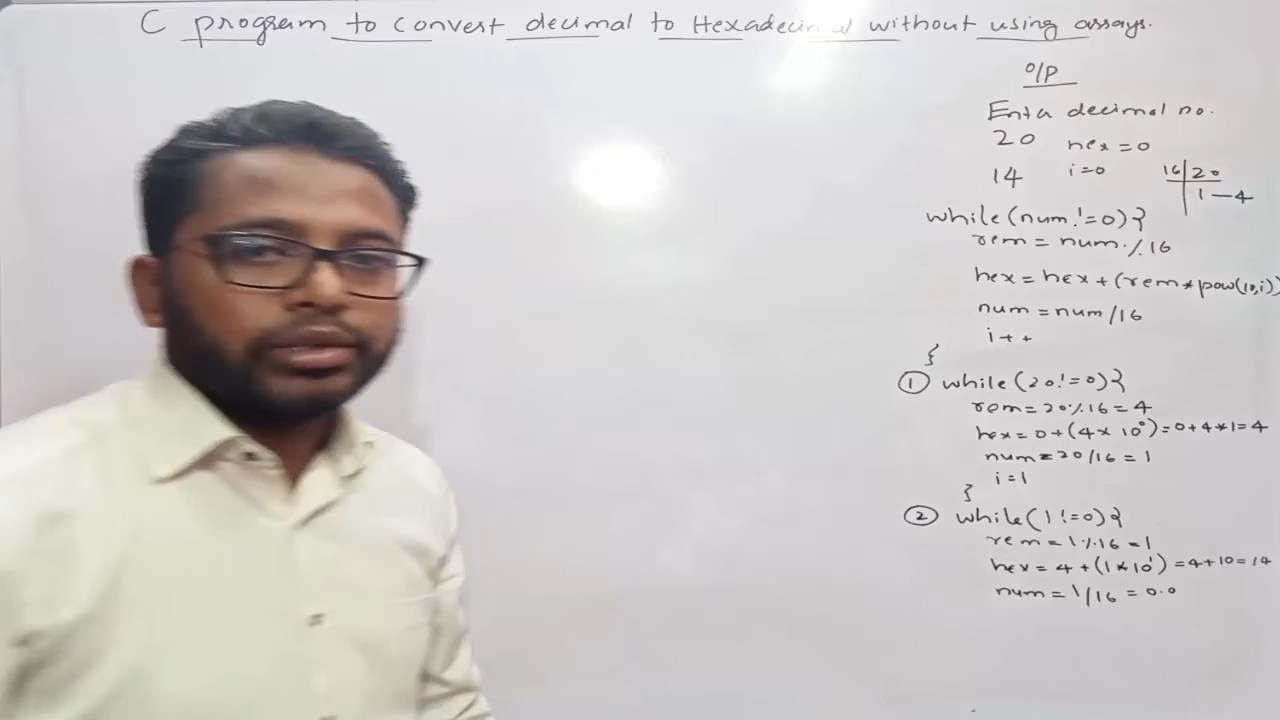 C program to convert decimal to Hexadecimal without using arrays.
O/P
Enter decimal no.
20 hex=0
14 i=0
16 20
1 — 4
while(num!=0){
rem = num % 16
hex = hex + (rem * pow(10,i))
num = num/16
i++
}
① while(20!=0){
rem = 20%16 = 4
hex = 0+(4×10⁰) = 0+4*1=4
num = 20/16 = 1
i=1
}
② while(1!=0){
rem = 1%16 = 1
hex = 4+(1*10¹) = 4+10=14
num = 1/16 = 0.0